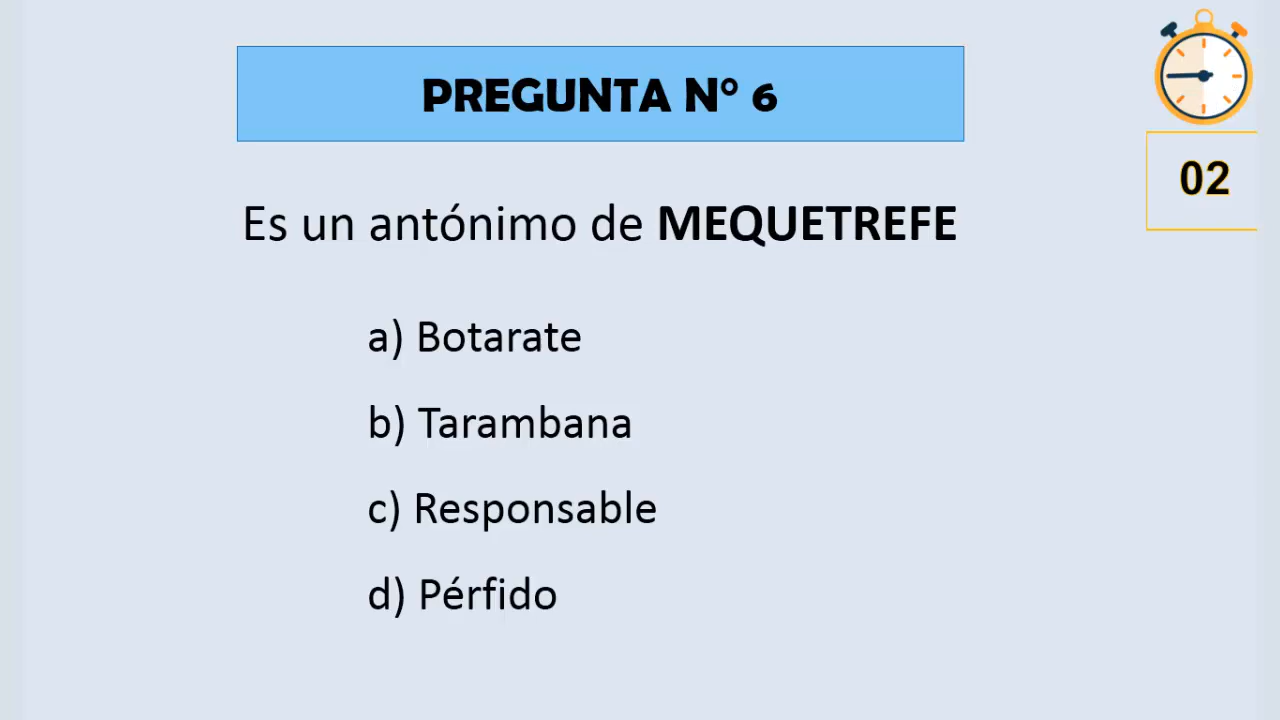 PREGUNTA N° 6
02
Es un antónimo de MEQUETREFE
a) Botarate
b) Tarambana
c) Responsable
d) Pérfido